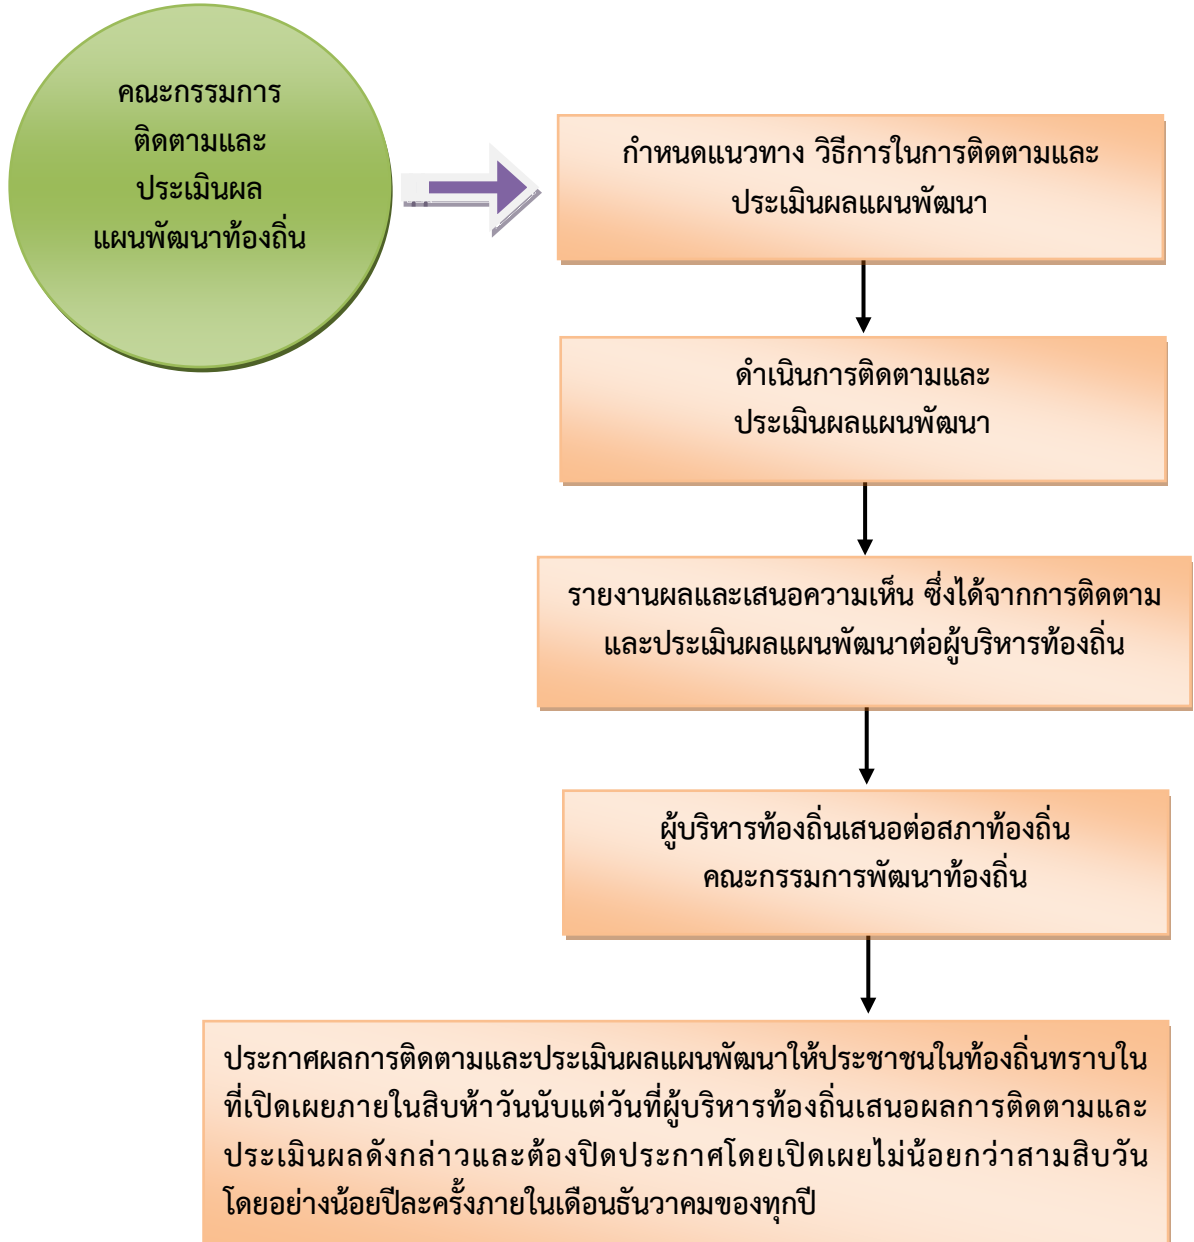 คณะกรรมการ
ติดตามและ
ประเมินผล
แผนพัฒนาท้องถิ่น
กำหนดแนวทาง วิธีการในการติดตามและ
ประเมินผลแผนพัฒนา
ดำเนินการติดตามและ
ประเมินผลแผนพัฒนา
รายงานผลและเสนอความเห็น ซึ่งได้จากการติดตาม
และประเมินผลแผนพัฒนาต่อผู้บริหารท้องถิ่น
ผู้บริหารท้องถิ่นเสนอต่อสภาท้องถิ่น
คณะกรรมการพัฒนาท้องถิ่น
ประกาศผลการติดตามและประเมินผลแผนพัฒนาให้ประชาชนในท้องถิ่นทราบใน
ที่เปิดเผยภายในสิบห้าวันนับแต่วันที่ผู้บริหารท้องถิ่นเสนอผลการติดตามและ
ประเมินผลดังกล่าวและต้องปิดประกาศโดยเปิดเผยไม่น้อยกว่าสามสิบวัน
โดยอย่างน้อยปีละครั้งภายในเดือนธันวาคมของทุกปี